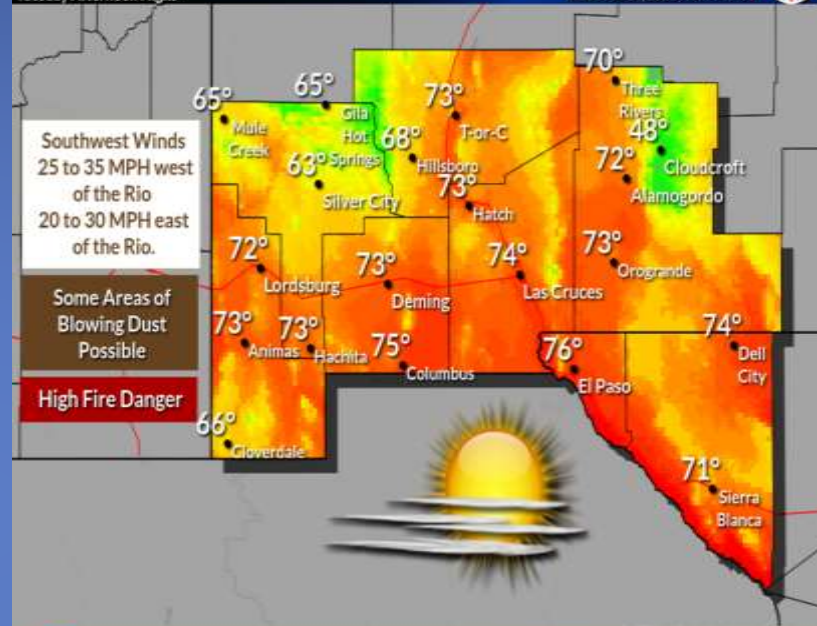 Southwest Winds
25 to 35 MPH west
of the Rio
20 to 30 MPH east
of the Rio.
Some Areas of
Blowing Dust
Possible
High Fire Danger
65°
Mule
Creek
65°
Gila
Hot
Springs
73°
T-or-C
70°
Three
Rivers
68°
Hillsboro
48°
Cloudcroft
63°
Silver City
73°
Hatch
72°
Alamogordo
72°
Lordsburg
73°
Deming
74°
Las Cruces
73°
Orogrande
73°
Animas
73°
Hachita
75°
Columbus
76°
El Paso
74°
Dell
City
66°
Cloverdale
71°
Sierra
Blanca